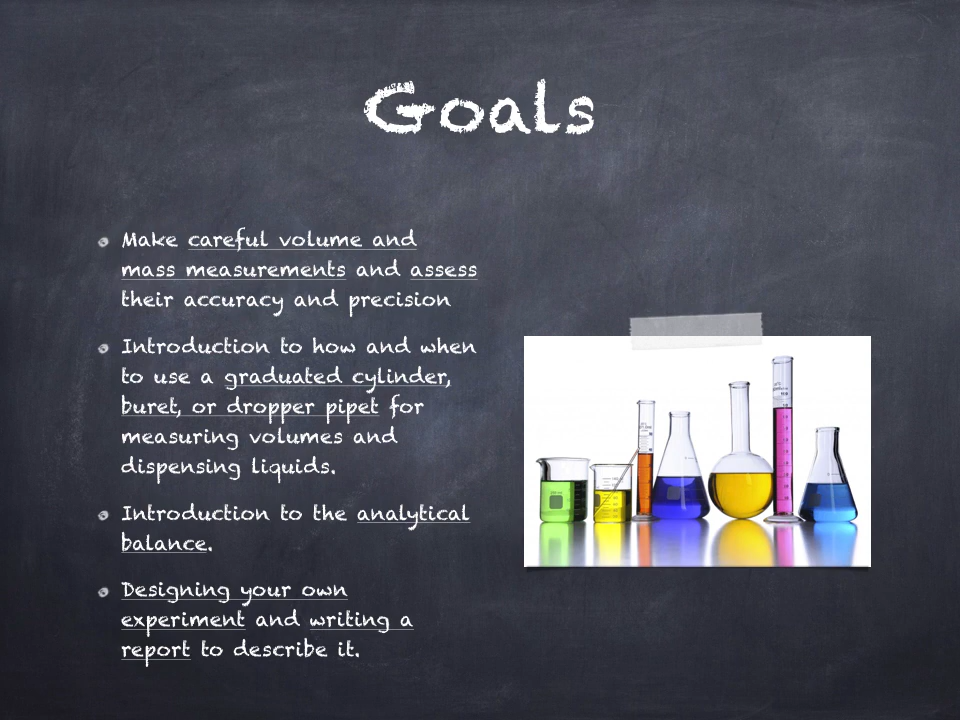 Goals
Make careful volume and
mass measurements and assess
their accuracy and precision
Introduction to how and when
to use a graduated cylinder,
buret, or dropper pipet for
measuring volumes and
dispensing liquids.
Introduction to the analytical
balance.
Designing your own
experiment and writing a
report to describe it.